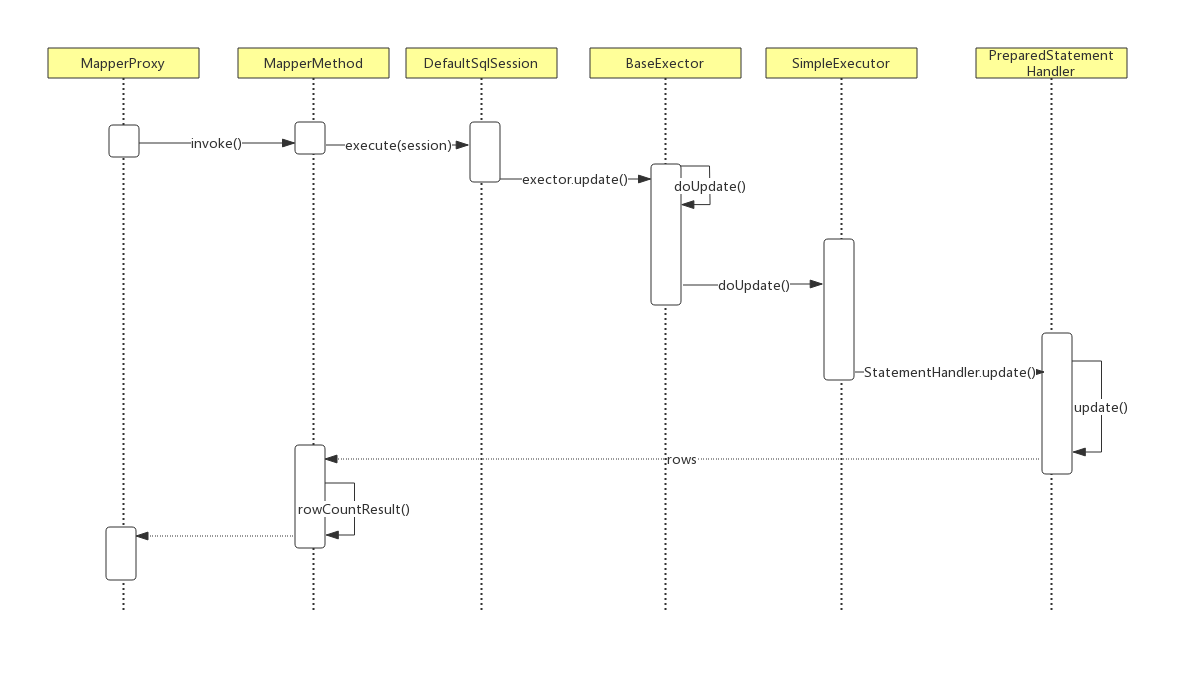 MapperProxy
MapperMethod
DefaultSqlSession
BaseExector
SimpleExecutor
PreparedStatement
Handler
invoke()
execute(session)
exector.update()
doUpdate()
doUpdate()
StatementHandler.update()
update()
rows
rowCountResult()